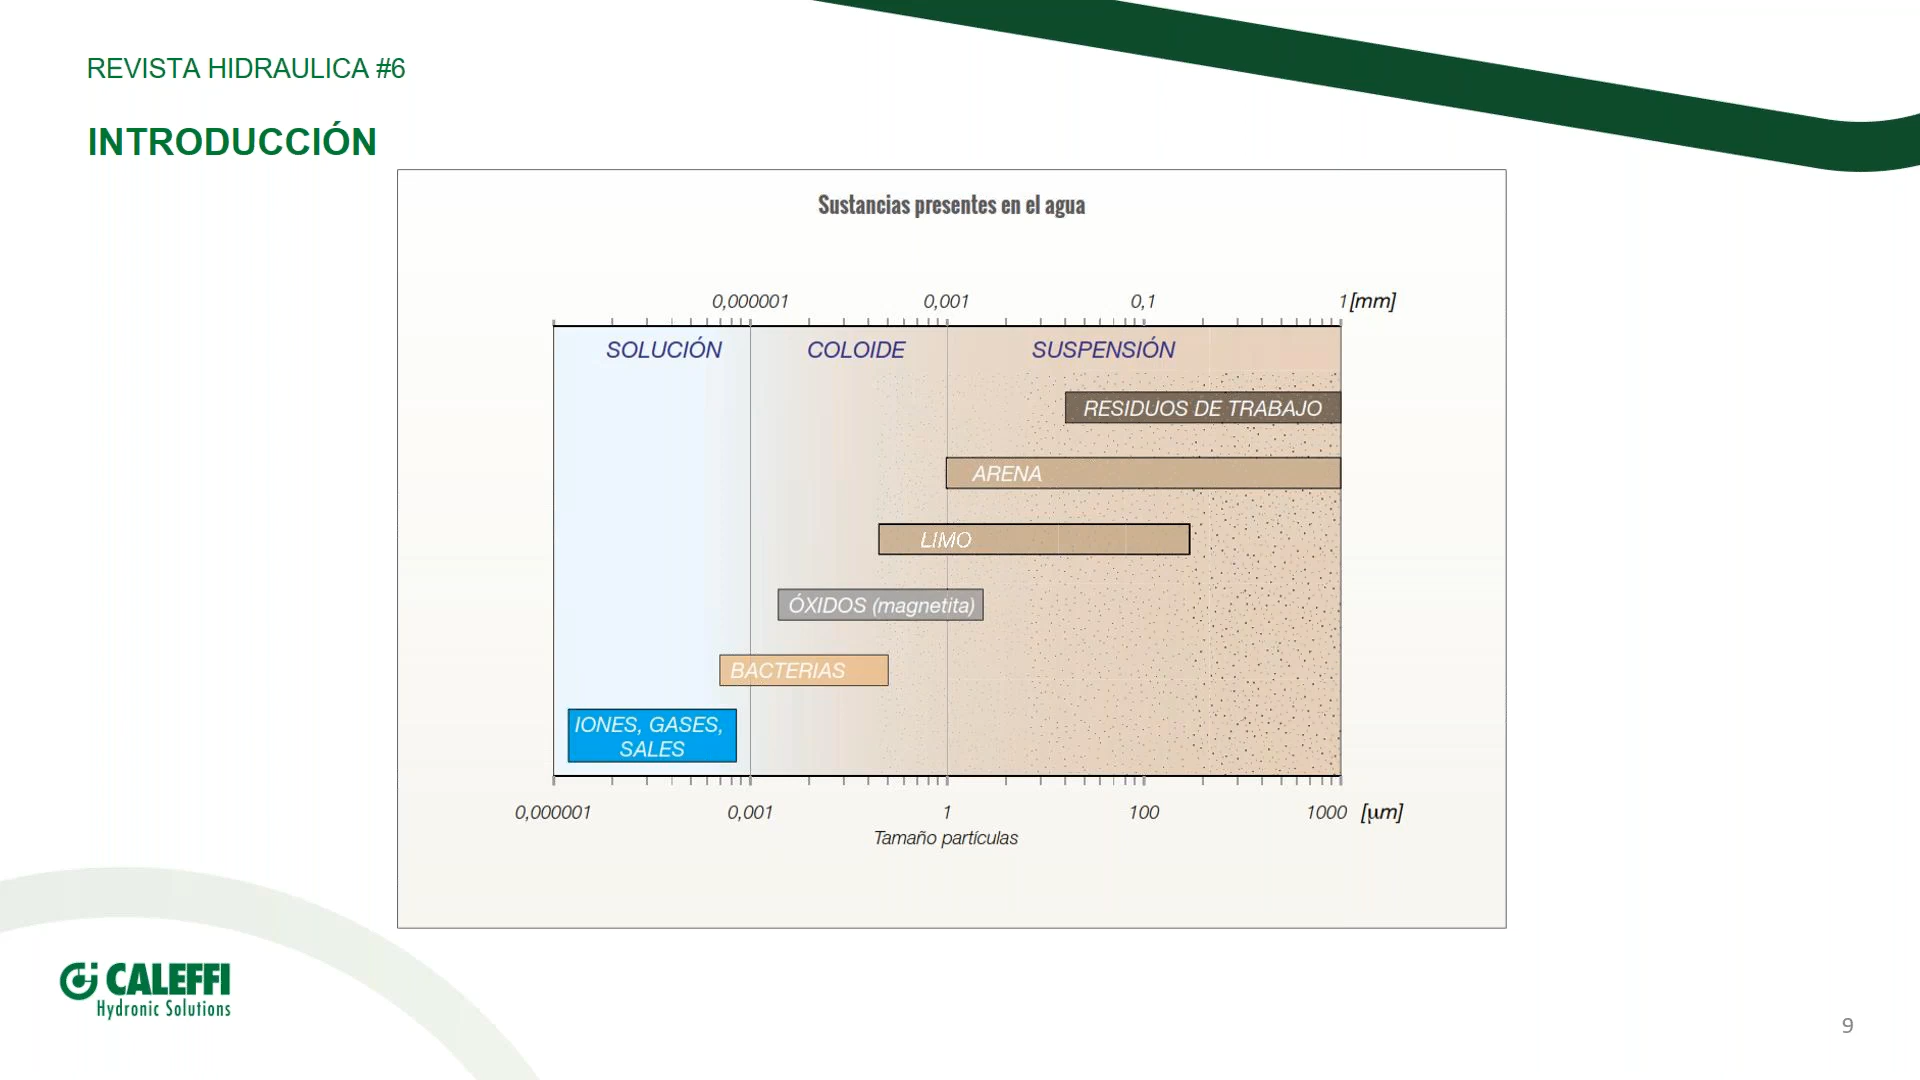 REVISTA HIDRAULICA #6
INTRODUCCIÓN
Sustancias presentes en el agua
0,000001 0,001 0,1 1 [mm]
SOLUCIÓN COLOIDE SUSPENSIÓN
RESIDUOS DE TRABAJO
ARENA
LIMO
ÓXIDOS (magnetita)
BACTERIAS
IONES, GASES,
SALES
0,000001 0,001 1 100 1000 [µm]
Tamaño partículas
CALEFFI
Hydronic Solutions
9